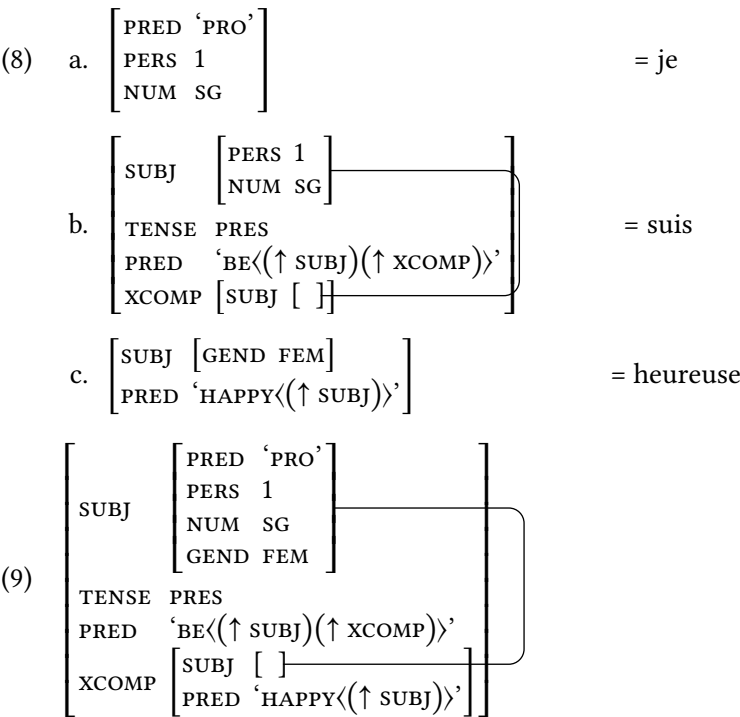 (8) a. [PRED ‘PRO’
PERS 1
NUM SG] = je
b. [SUBJ [PERS 1
NUM SG]
TENSE PRES
PRED ‘BE⟨(↑ SUBJ)(↑ XCOMP)⟩’
XCOMP [SUBJ [ ]]] = suis
c. [SUBJ [GEND FEM]
PRED ‘HAPPY⟨(↑ SUBJ)⟩’] = heureuse
(9) [SUBJ [PRED ‘PRO’
PERS 1
NUM SG
GEND FEM]
TENSE PRES
PRED ‘BE⟨(↑ SUBJ)(↑ XCOMP)⟩’
XCOMP [SUBJ [ ]
PRED ‘HAPPY⟨(↑ SUBJ)⟩’]]